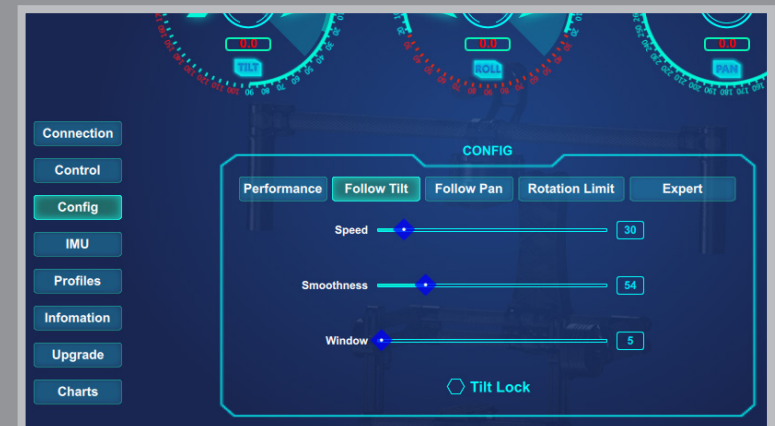 0.0
0.0
0.0
TILT
ROLL
PAN
Connection
Control
Config
IMU
Profiles
Infomation
Upgrade
Charts
CONFIG
Performance
Follow Tilt
Follow Pan
Rotation Limit
Expert
Speed
30
Smoothness
54
Window
5
Tilt Lock